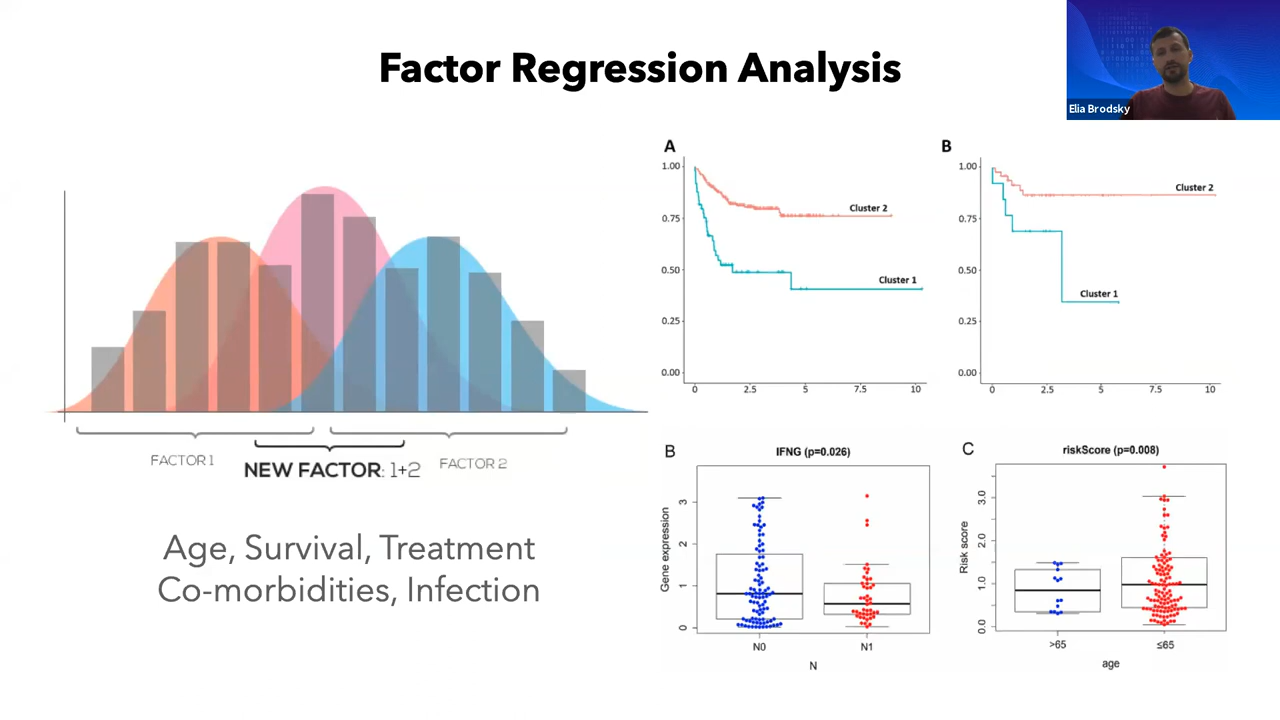 Factor Regression Analysis
Elia Brodsky
FACTOR 1
NEW FACTOR: 1+2
FACTOR 2
Age, Survival, Treatment
Co-morbidities, Infection
A
1.00
0.75
0.50
0.25
0.00
Cluster 2
Cluster 1
0 2.5 5 7.5 10
B
1.00
0.75
0.50
0.25
0.00
Cluster 2
Cluster 1
0 2.5 5 7.5 10
B
IFNG (p=0.026)
Gene expression
3
2
1
0
N0 N1
N
C
riskScore (p=0.008)
Risk score
3.0
2.0
1.0
0.0
>65 ≤65
age